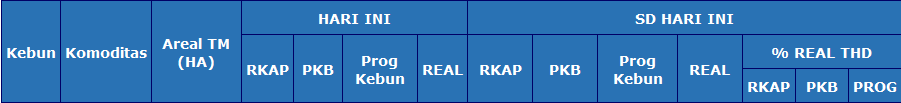 HARI INI
SD HARI INI
Kebun
Komoditas
Areal TM
(HA)
RKAP
PKB
Prog
Kebun
REAL
RKAP
PKB
Prog
Kebun
REAL
% REAL THD
RKAP
PKB
PROG